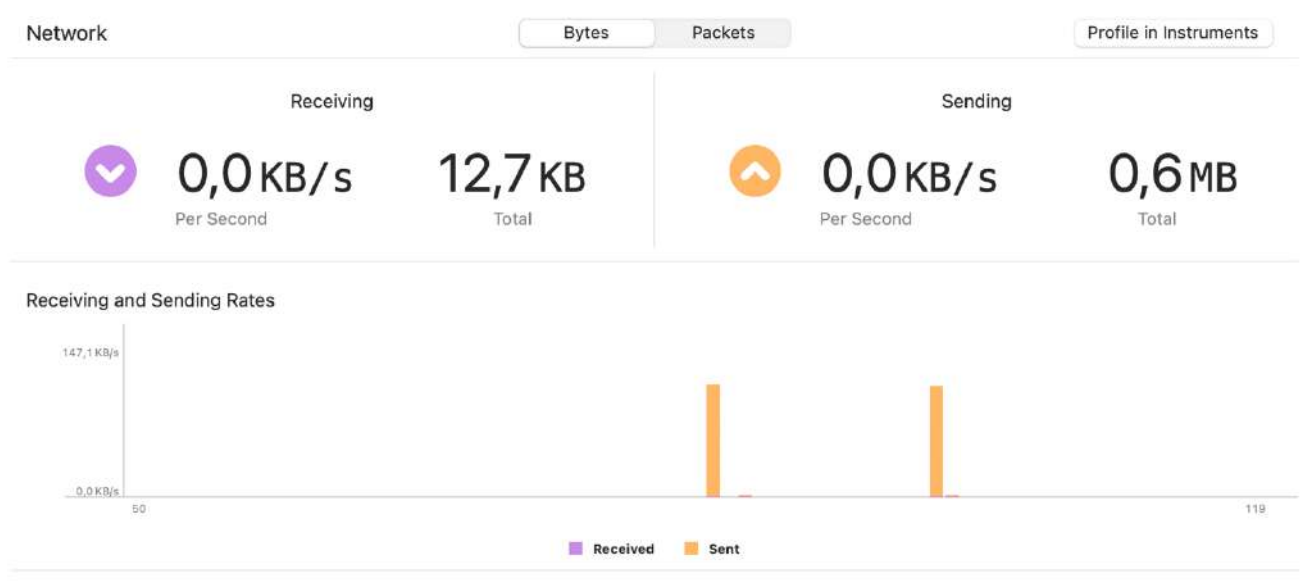 Network Bytes Packets Profile in Instruments
Receiving Sending
0,0 KB/s 12,7 KB 0,0 KB/s 0,6 MB
Per Second Total Per Second Total
Receiving and Sending Rates
147,1 KB/s
0,0 KB/s
50 119
Received Sent